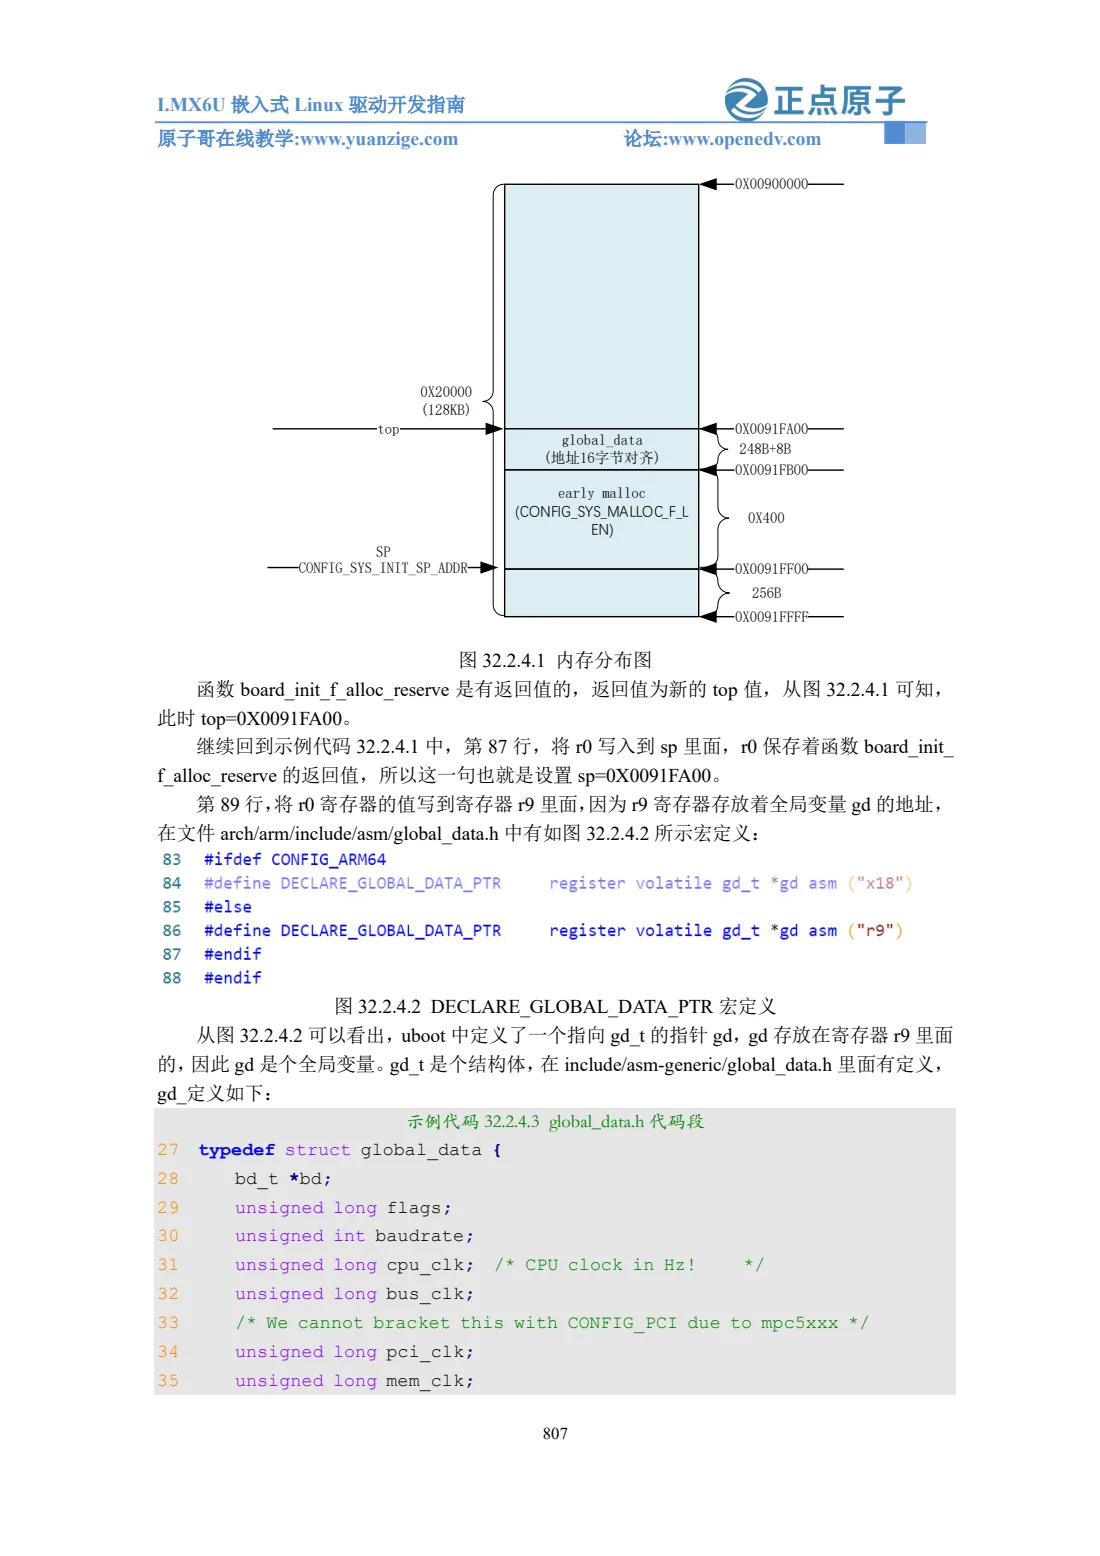 I.MX6U 嵌入式 Linux 驱动开发指南
正点原子
原子哥在线教学:www.yuanzige.com 论坛:www.openedv.com
0X00900000
0X20000
(128KB)
top
0X0091FA00
global_data
(地址16字节对齐)
248B+8B
0X0091FB00
early malloc
(CONFIG_SYS_MALLOC_F_L
EN)
0X400
SP
CONFIG_SYS_INIT_SP_ADDR
0X0091FF00
256B
0X0091FFFF
图 32.2.4.1 内存分布图
函数 board_init_f_alloc_reserve 是有返回值的，返回值为新的 top 值，从图 32.2.4.1 可知，
此时 top=0X0091FA00。
继续回到示例代码 32.2.4.1 中，第 87 行，将 r0 写入到 sp 里面，r0 保存着函数 board_init_
f_alloc_reserve 的返回值，所以这一句也就是设置 sp=0X0091FA00。
第 89 行，将 r0 寄存器的值写到寄存器 r9 里面，因为 r9 寄存器存放着全局变量 gd 的地址，
在文件 arch/arm/include/asm/global_data.h 中有如图 32.2.4.2 所示宏定义：
83 #ifdef CONFIG_ARM64
84 #define DECLARE_GLOBAL_DATA_PTR register volatile gd_t *gd asm ("x18")
85 #else
86 #define DECLARE_GLOBAL_DATA_PTR register volatile gd_t *gd asm ("r9")
87 #endif
88 #endif
图 32.2.4.2 DECLARE_GLOBAL_DATA_PTR 宏定义
从图 32.2.4.2 可以看出，uboot 中定义了一个指向 gd_t 的指针 gd，gd 存放在寄存器 r9 里面
的，因此 gd 是个全局变量。gd_t 是个结构体，在 include/asm-generic/global_data.h 里面有定义，
gd_定义如下：
示例代码 32.2.4.3 global_data.h 代码段
27 typedef struct global_data {
28 bd_t *bd;
29 unsigned long flags;
30 unsigned int baudrate;
31 unsigned long cpu_clk; /* CPU clock in Hz! */
32 unsigned long bus_clk;
33 /* We cannot bracket this with CONFIG_PCI due to mpc5xxx */
34 unsigned long pci_clk;
35 unsigned long mem_clk;
807